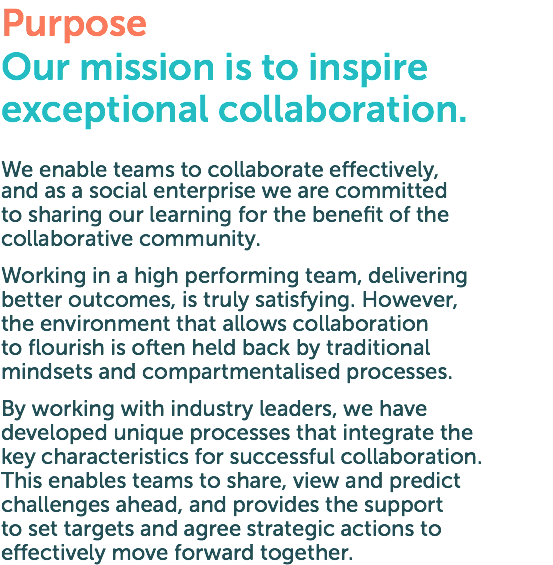 Purpose
Our mission is to inspire
exceptional collaboration.
We enable teams to collaborate effectively,
and as a social enterprise we are committed
to sharing our learning for the benefit of the
collaborative community.
Working in a high performing team, delivering
better outcomes, is truly satisfying. However,
the environment that allows collaboration
to flourish is often held back by traditional
mindsets and compartmentalised processes.
By working with industry leaders, we have
developed unique processes that integrate the
key characteristics for successful collaboration.
This enables teams to share, view and predict
challenges ahead, and provides the support
to set targets and agree strategic actions to
effectively move forward together.